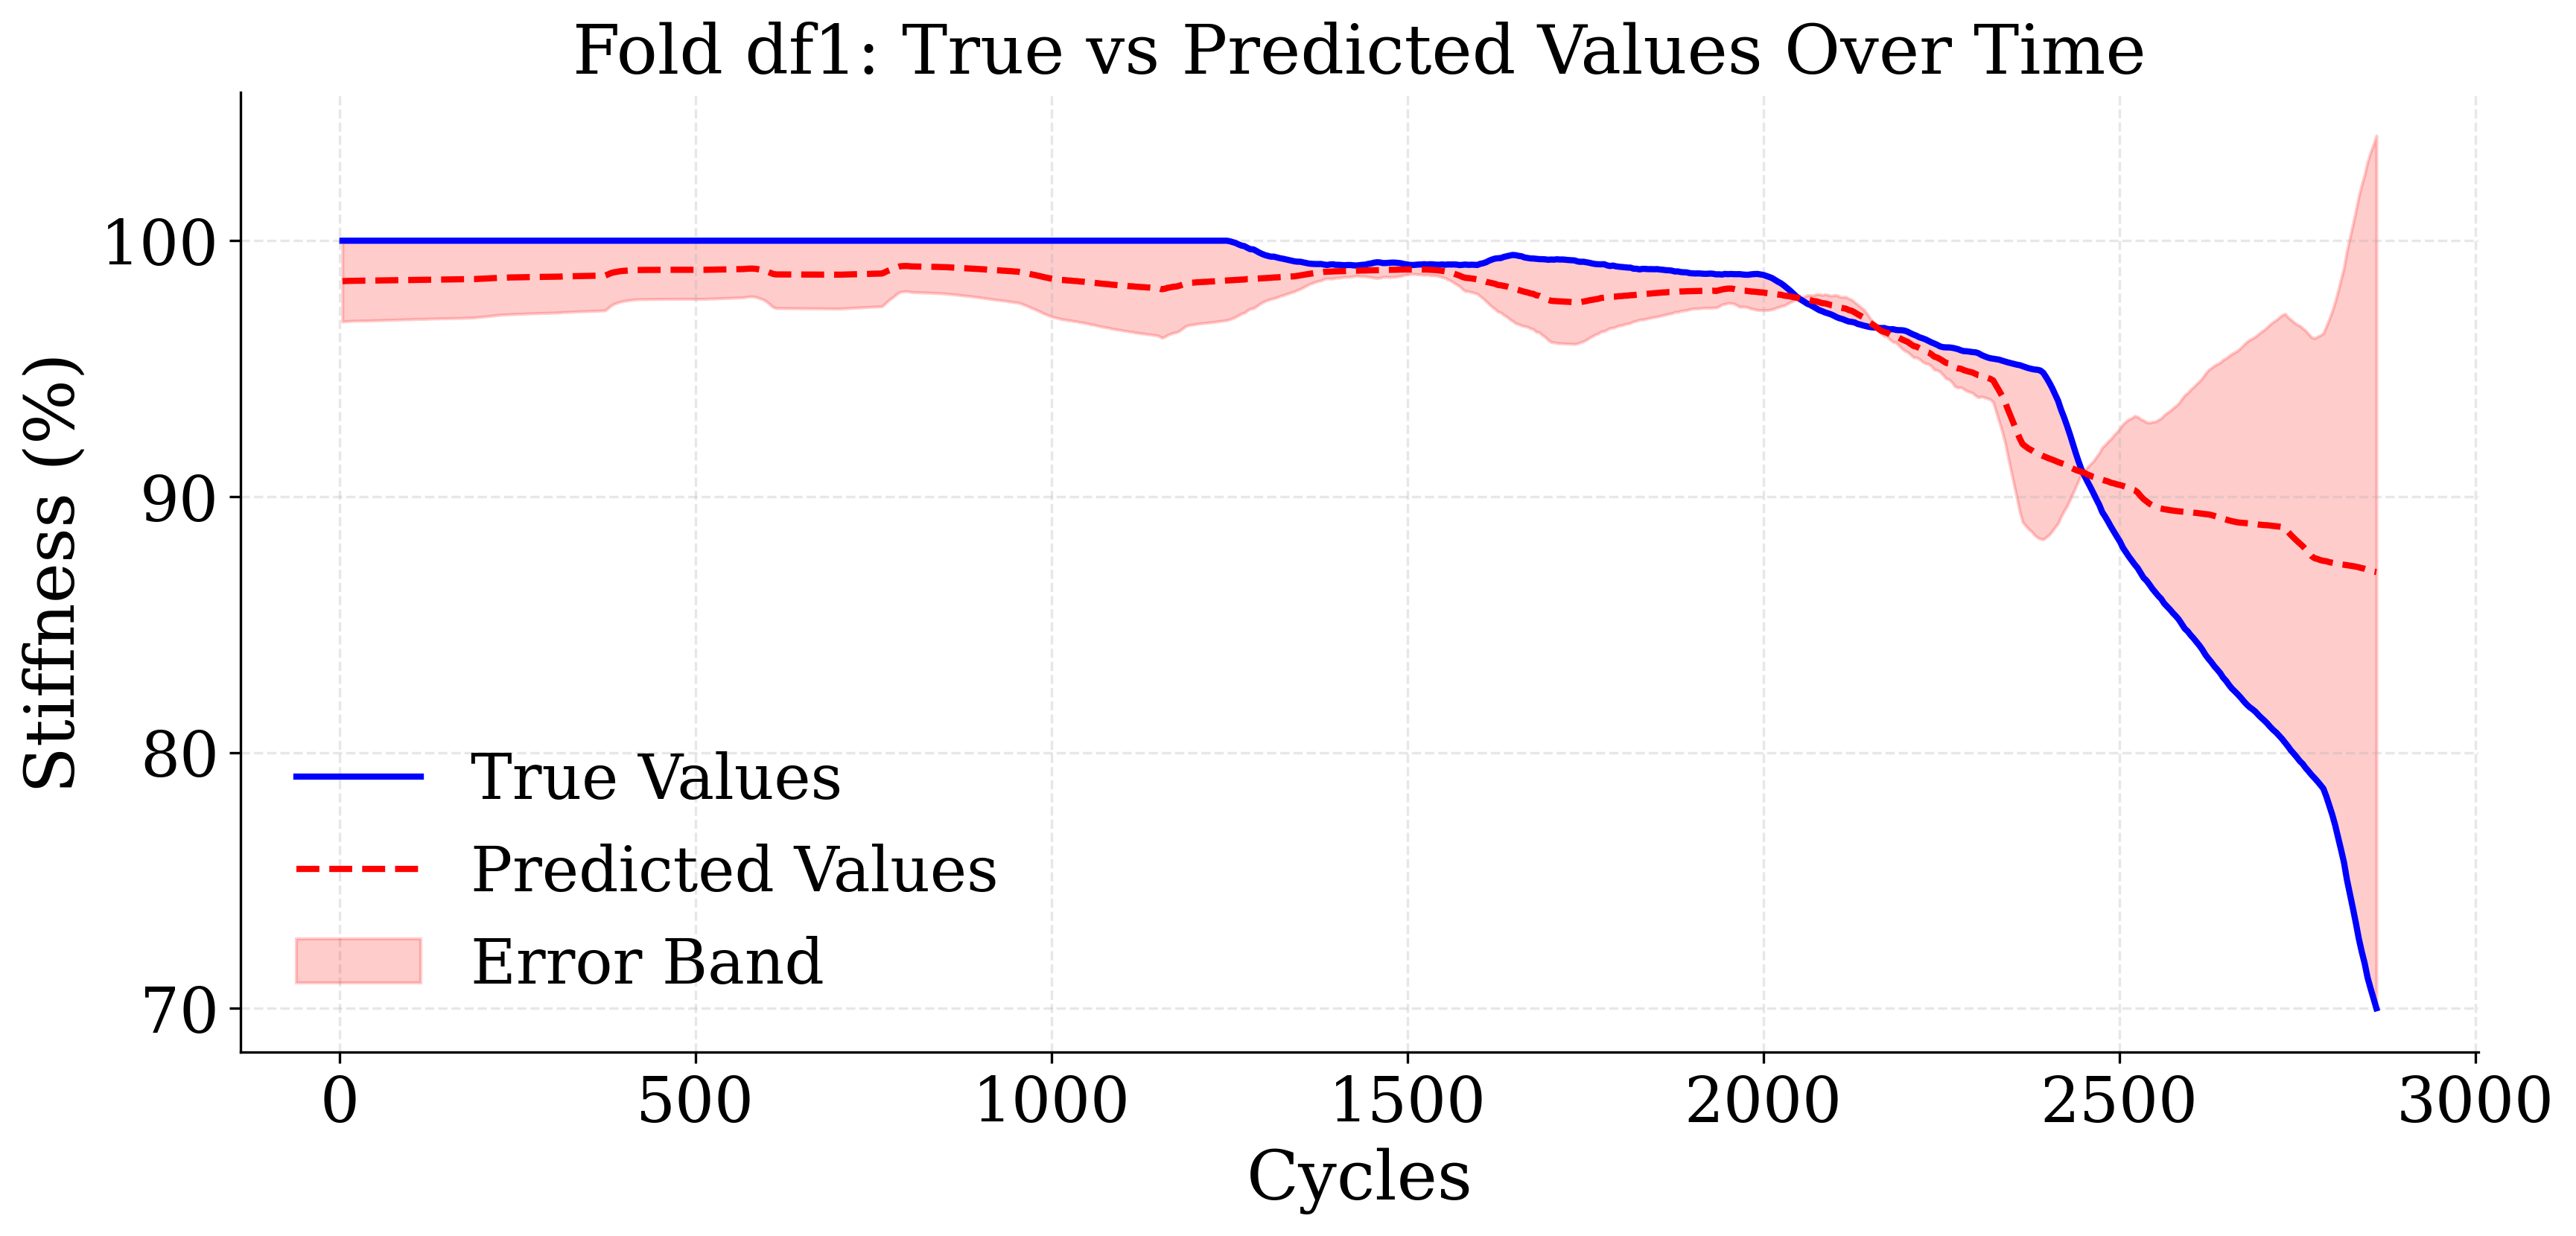 Fold df1: True vs Predicted Values Over Time
Stiffness (%)
100
90
80
70
True Values
Predicted Values
Error Band
0 500 1000 1500 2000 2500 3000
Cycles